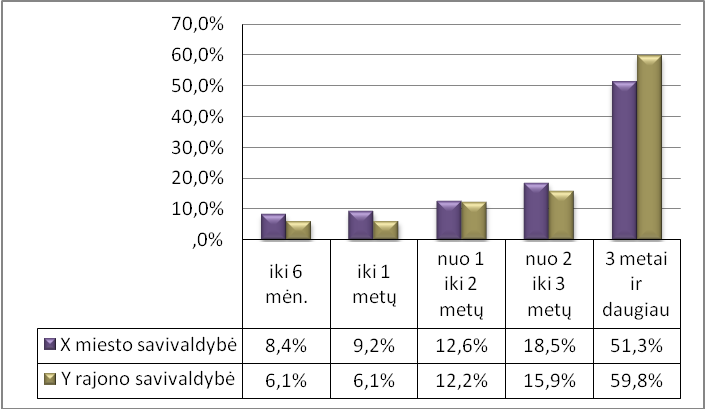 70,0%
60,0%
50,0%
40,0%
30,0%
20,0%
10,0%
,0%
iki 6
mėn.
iki 1
metų
nuo 1
iki 2
metų
nuo 2
iki 3
metų
3 metai
ir
daugiau
X miesto savivaldybė 8,4% 9,2% 12,6% 18,5% 51,3%
Y rajono savivaldybė 6,1% 6,1% 12,2% 15,9% 59,8%